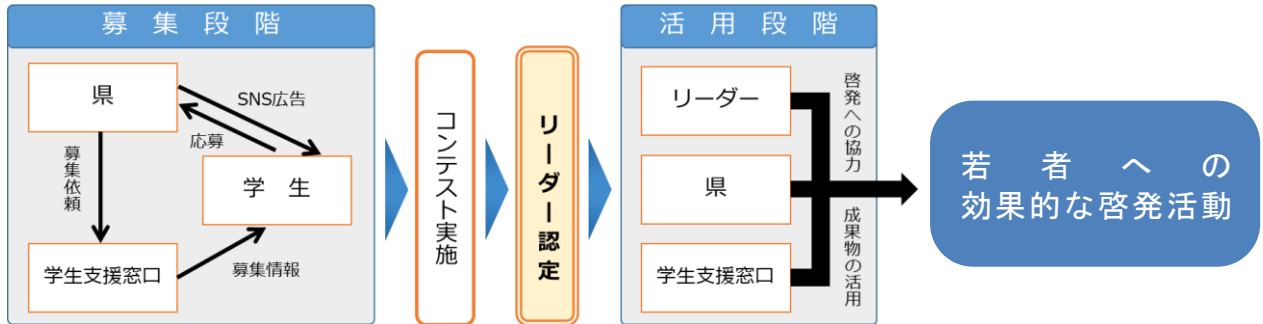 募集段階
県
SNS広告
応募
募集依頼
学生
学生支援窓口
募集情報
コンテスト実施
リーダー認定
活用段階
リーダー
県
学生支援窓口
啓発への協力
成果物の活用
若者への
効果的な啓発活動